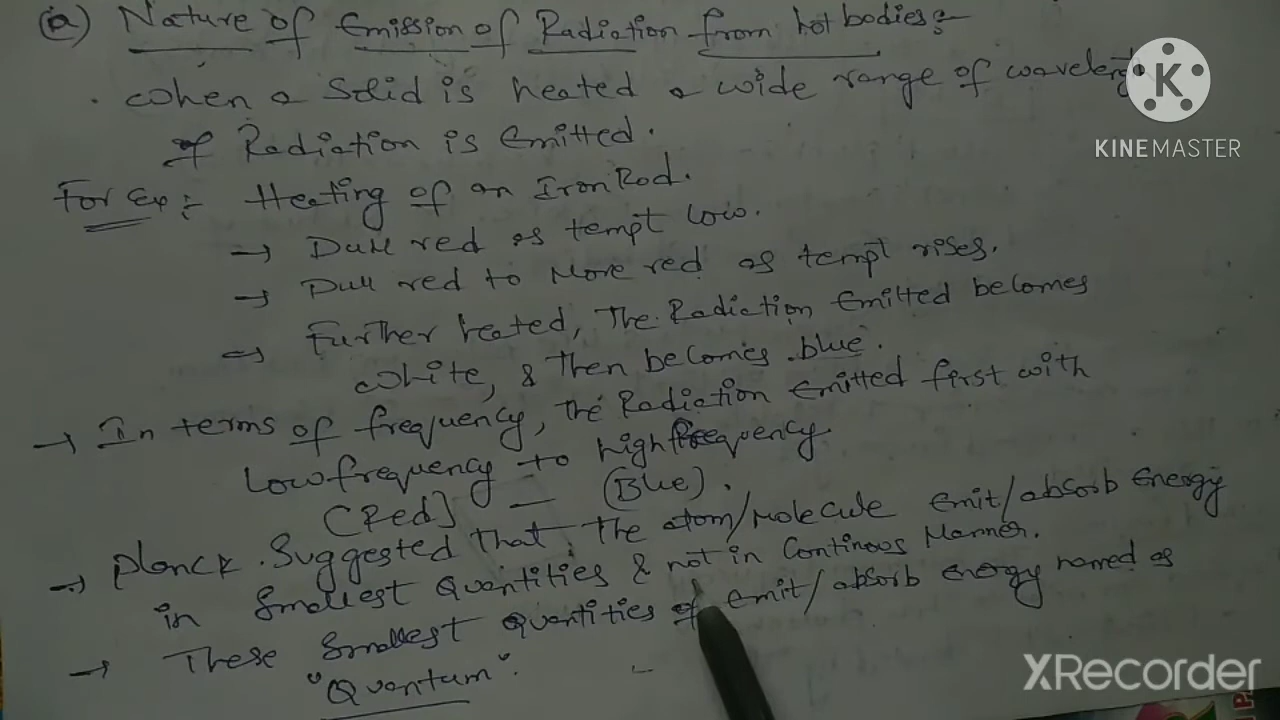 (a) Nature of Emission of Radiation from hot bodies:-
. When a Solid is heated a wide range of wavelengt
of Radiation is Emitted.
For Ex:- Heating of an Iron Rod.
→ Dull red as tempt low.
→ Dull red to More red as tempt rises.
→ Further heated, The Radiation Emitted becomes
white, & Then becomes blue.
→ In terms of frequency, the Radiation Emitted first with
Low frequency to high frequency.
(Red] — (Blue).
→ Planck Suggested that the atom/Molecule emit/absorb Energy
in Smallest Quantities & not in Continous Manner.
→ These Smallest Quantities of emit/absorb energy named as
"Quantum".
K
KINEMASTER
XRecorder